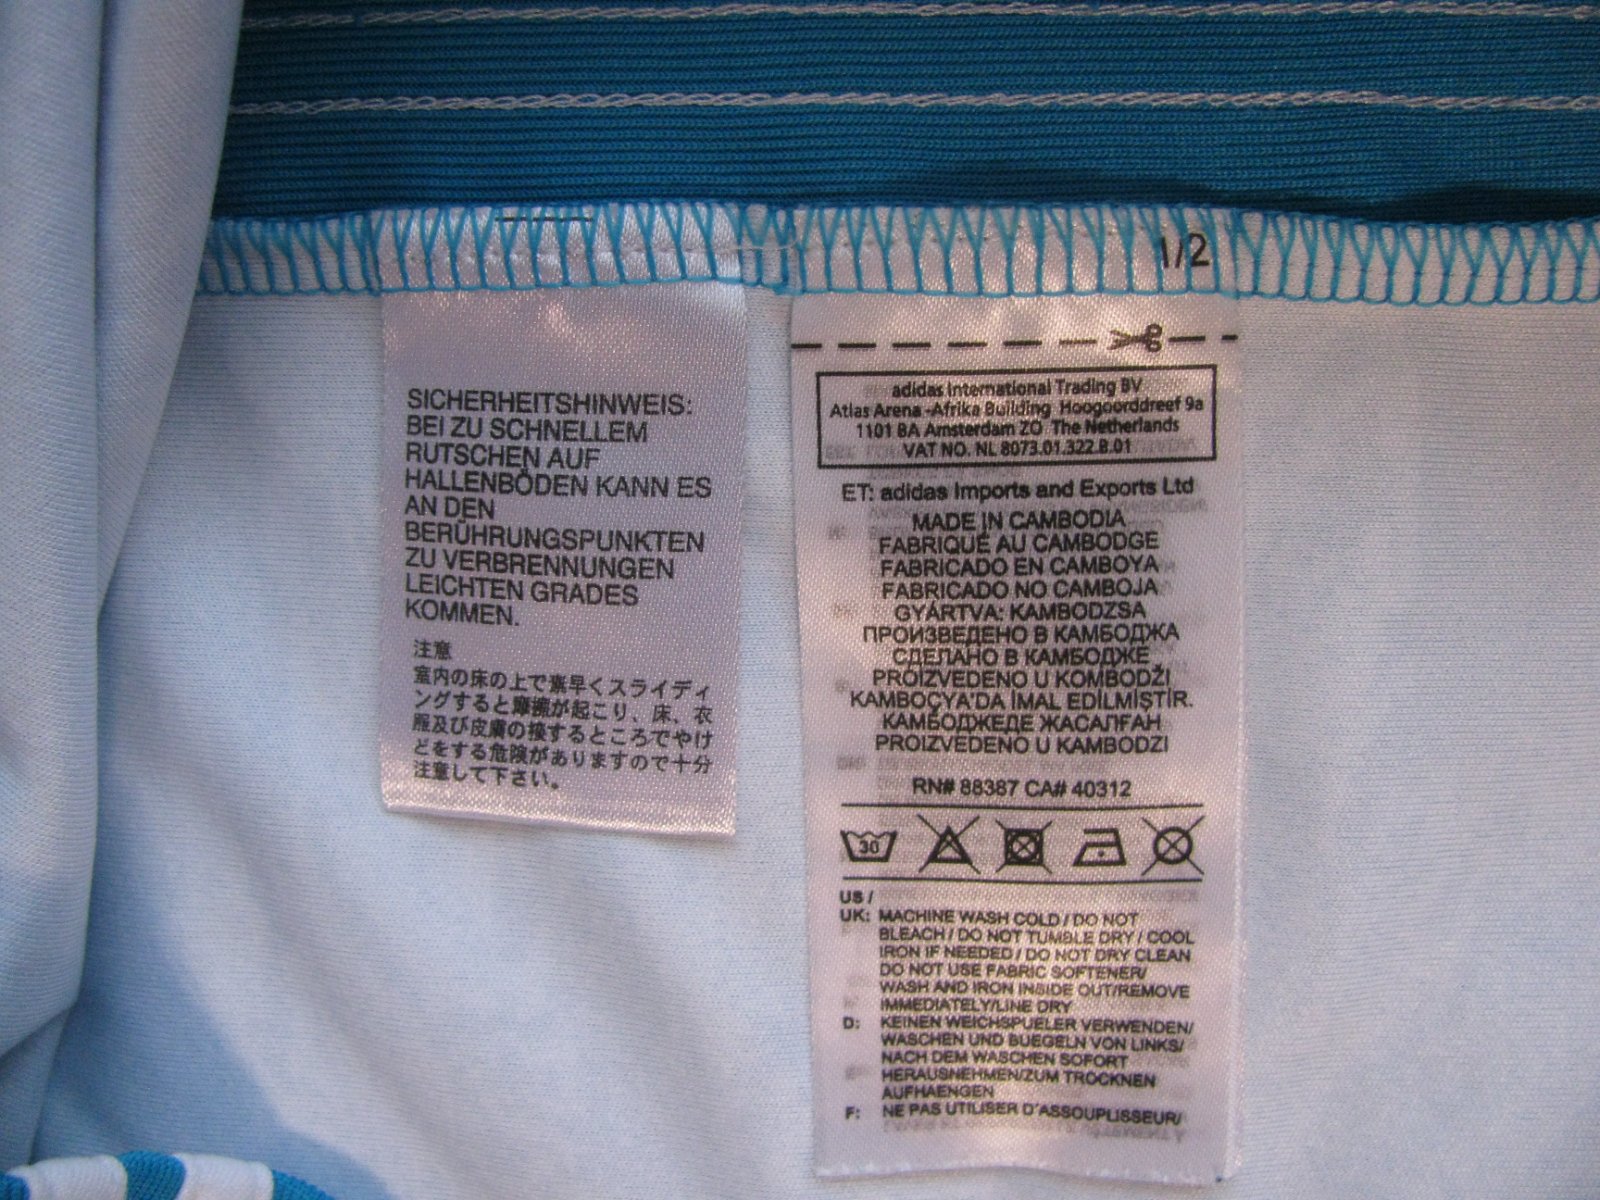 SICHERHEITSHINWEIS:
BEI ZU SCHNELLEM
RUTSCHEN AUF
HALLENBÖDEN KANN ES
AN DEN
BERÜHRUNGSPUNKTEN
ZU VERBRENNUNGEN
LEICHTEN GRADES
KOMMEN.
注意
室内の床の上で素早くスライディ
ングすると摩擦が起こり、床、衣
服及び皮膚の接するところでやけ
どをする危険がありますので十分
注意して下さい。
1/2
adidas International Trading BV
Atlas Arena -Afrika Building Hoogoorddreef 9a
1101 BA Amsterdam ZO The Netherlands
VAT NO. NL 8073.01.322.B.01
ET: adidas Imports and Exports Ltd
MADE IN CAMBODIA
FABRIQUÉ AU CAMBODGE
FABRICADO EN CAMBOYA
FABRICADO NO CAMBOJA
GYÁRTVA: KAMBODZSA
ПРОИЗВЕДЕНО В КАМБОДЖА
СДЕЛАНО В КАМБОДЖЕ
PROIZVEDENO U KOMBODŽI
KAMBOÇYA'DA İMAL EDİLMİŞTİR.
КАМБОДЖЕДЕ ЖАСАЛҒАН
PROIZVEDENO U KAMBODZI
RN# 88387 CA# 40312
30
US /
UK: MACHINE WASH COLD / DO NOT
BLEACH / DO NOT TUMBLE DRY / COOL
IRON IF NEEDED / DO NOT DRY CLEAN
DO NOT USE FABRIC SOFTENER/
WASH AND IRON INSIDE OUT/REMOVE
IMMEDIATELY/LINE DRY
D: KEINEN WEICHSPUELER VERWENDEN/
WASCHEN UND BUEGELN VON LINKS/
NACH DEM WASCHEN SOFORT
HERAUSNEHMEN/ZUM TROCKNEN
AUFHAENGEN
F: NE PAS UTILISER D'ASSOUPLISSEUR/